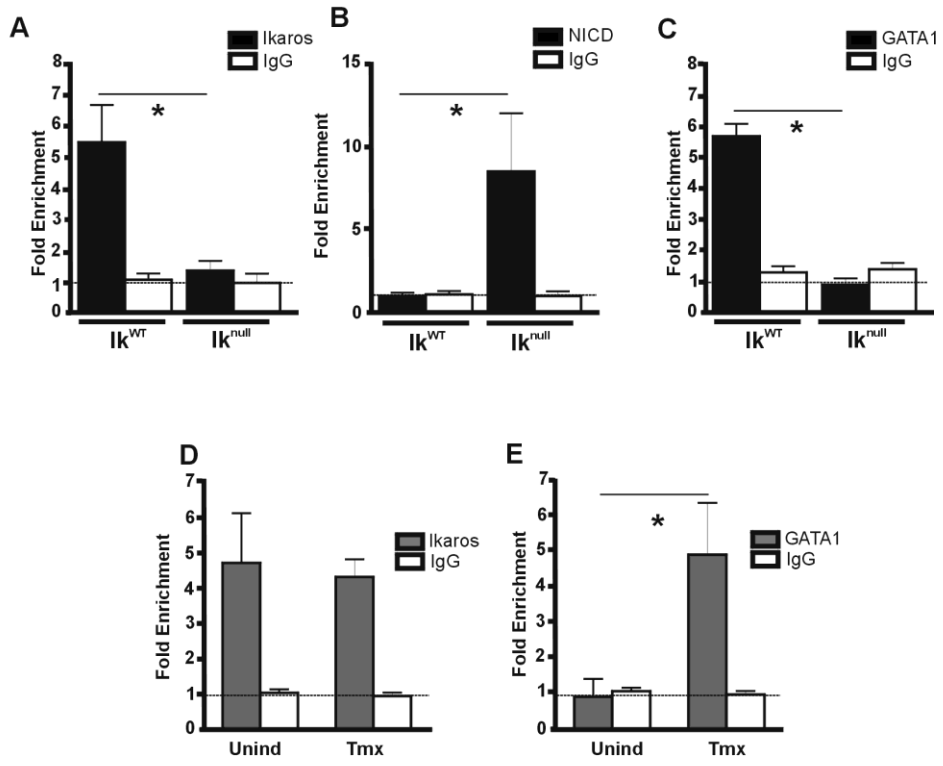 A
Ikaros
IgG
Fold Enrichment
8
7
6
5
4
3
2
1
0
*
Ik^WT Ik^null
B
NICD
IgG
Fold Enrichment
15
10
5
0
*
Ik^WT Ik^null
C
GATA1
IgG
Fold Enrichment
8
7
6
5
4
3
2
1
0
*
Ik^WT Ik^null
D
Ikaros
IgG
Fold Enrichment
7
6
5
4
3
2
1
0
Unind Tmx
E
GATA1
IgG
Fold Enrichment
7
6
5
4
3
2
1
0
*
Unind Tmx